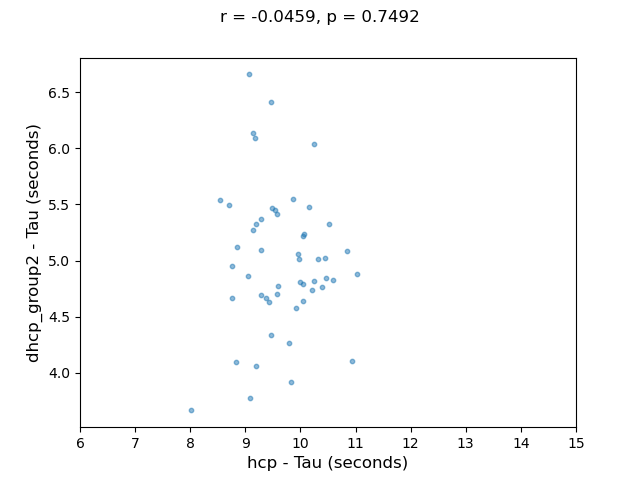 r = -0.0459, p = 0.7492
dhcp_group2 - Tau (seconds)
6.5
6.0
5.5
5.0
4.5
4.0
6 7 8 9 10 11 12 13 14 15
hcp - Tau (seconds)